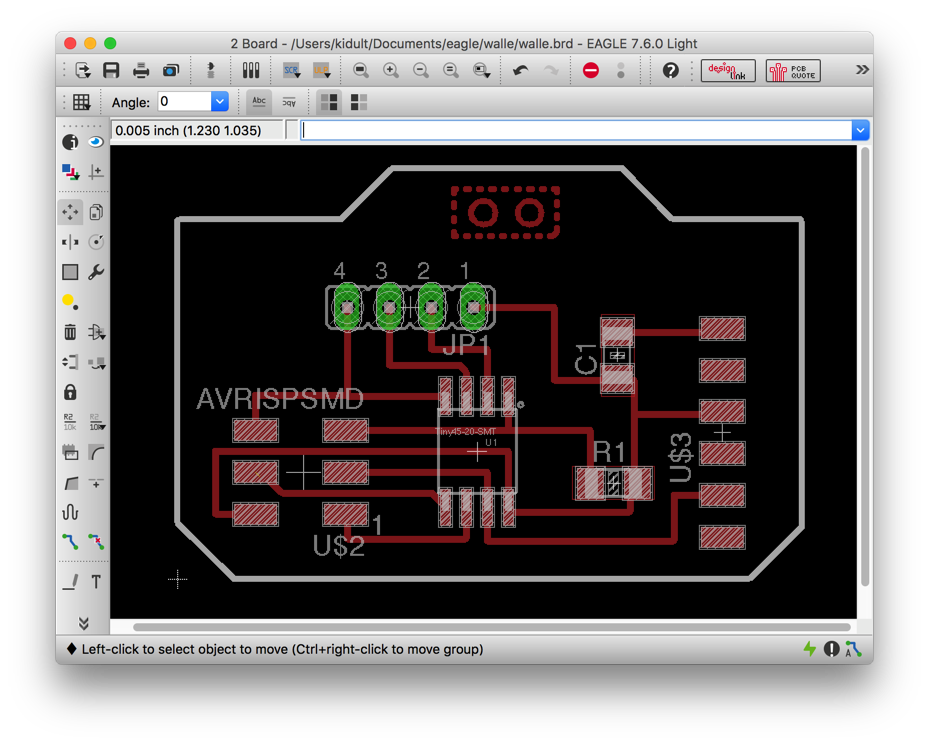 2 Board - /Users/kidult/Documents/eagle/walle/walle.brd - EAGLE 7.6.0 Light
SCR
?
design link
PCB QUOTE
Angle: 0
Abc
Abc
0.005 inch (1.230 1.035)
i
4 3 2 1
JP1
C1
AVRISPSMD
Tiny45-20-SMT
U1
R1
U$3
1
U$2
R2
10k
R2
10k
T
Left-click to select object to move (Ctrl+right-click to move group)
!
A